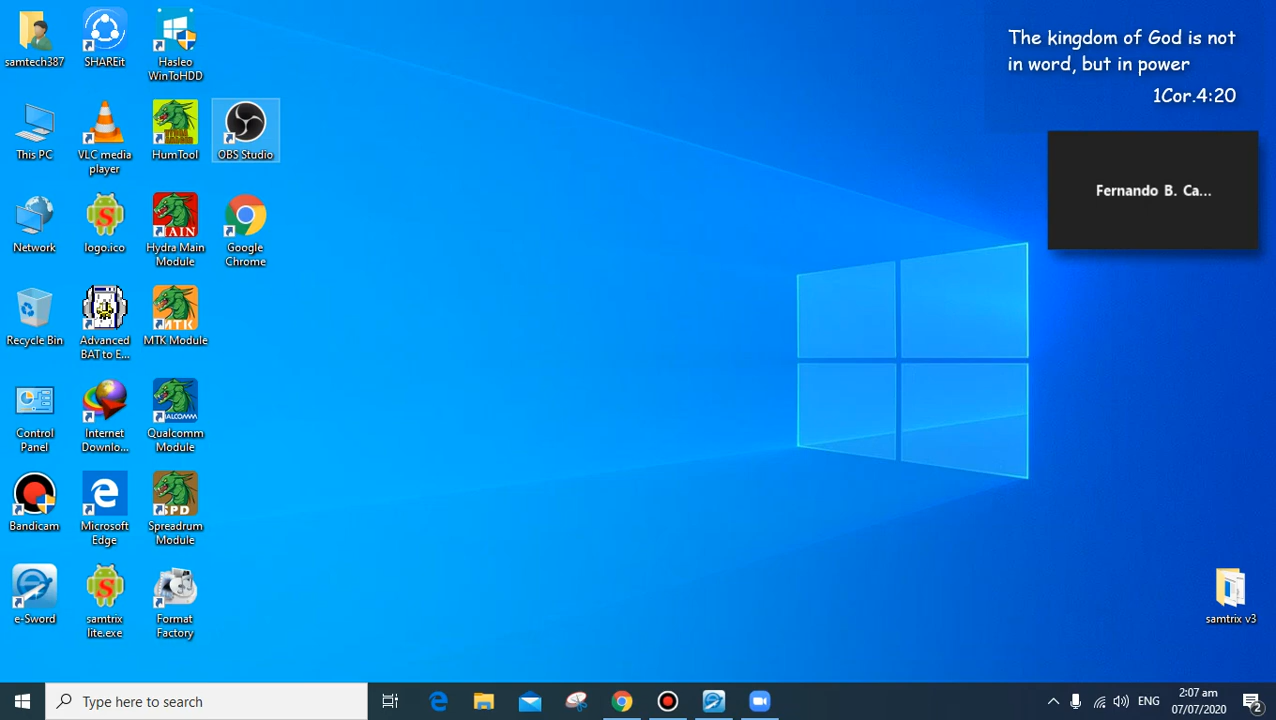 samtech387
SHAREit
Hasleo
WinToHDD
The kingdom of God is not
in word, but in power
1Cor.4:20
This PC
VLC media
player
HumTool
OBS Studio
Fernando B. Ca...
Network
logo.ico
Hydra Main
Module
Google
Chrome
Recycle Bin
Advanced
BAT to E...
MTK Module
Control
Panel
Internet
Downlo...
Qualcomm
Module
Bandicam
Microsoft
Edge
Spreadrum
Module
e-Sword
samtrix
lite.exe
Format
Factory
samtrix v3
Type here to search
ENG
2:07 am
07/07/2020
2